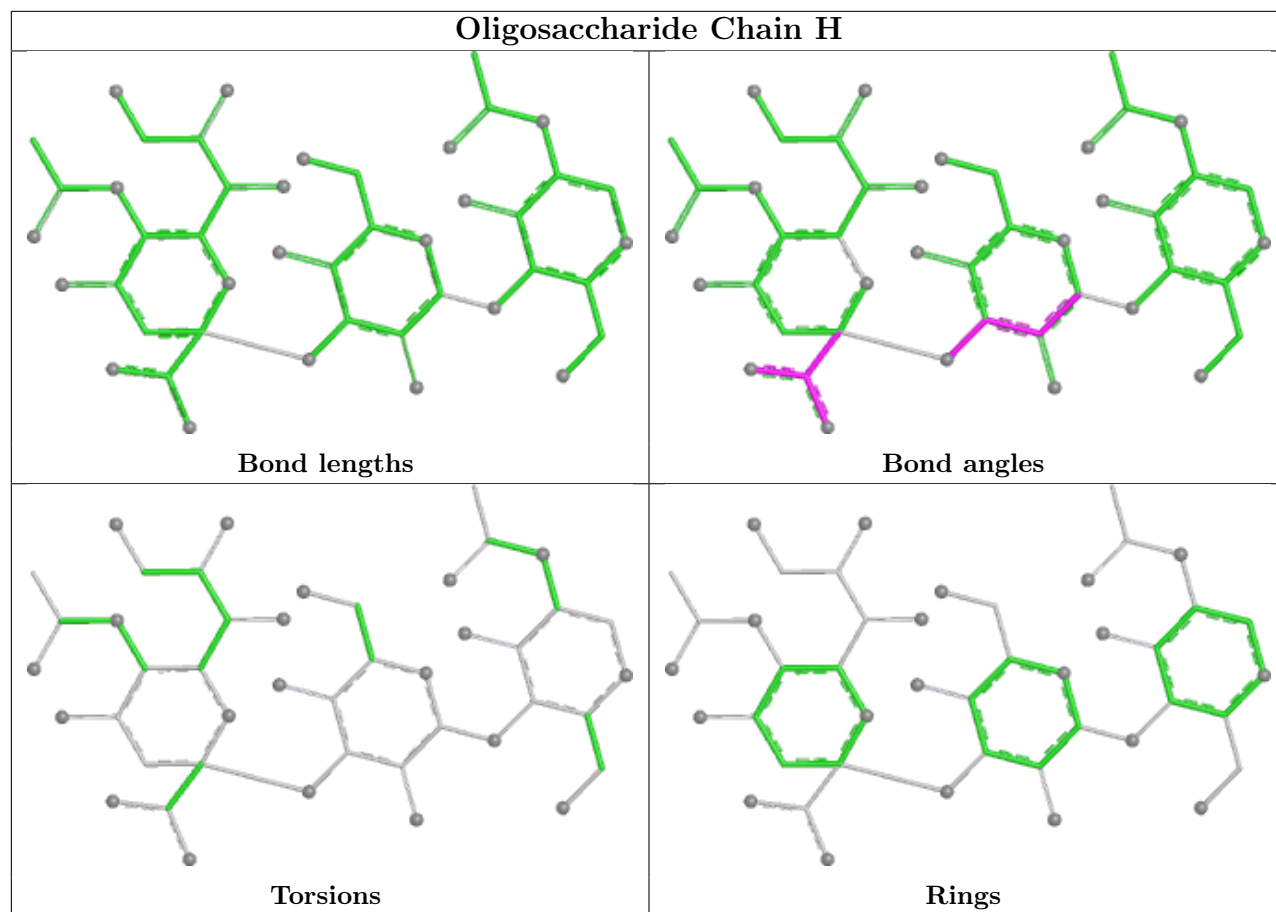 Oligosaccharide Chain H
Bond lengths
Bond angles
Torsions
Rings